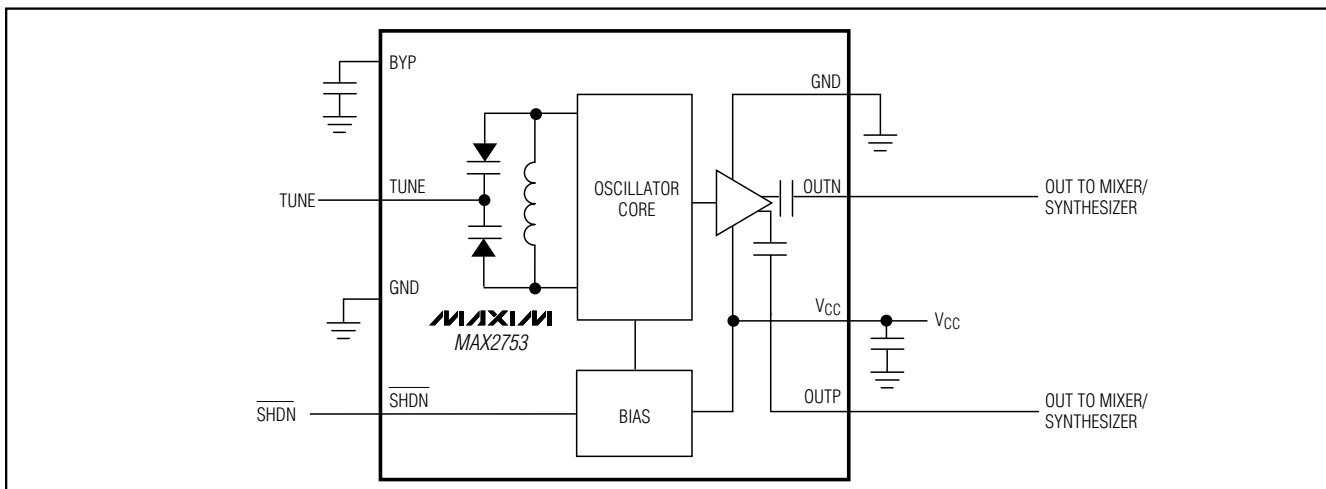 BYP
GND
TUNE
TUNE
OSCILLATOR
CORE
OUTN
OUT TO MIXER/
SYNTHESIZER
GND
MAXIM
MAX2753
VCC
VCC
SHDN
SHDN
BIAS
OUTP
OUT TO MIXER/
SYNTHESIZER